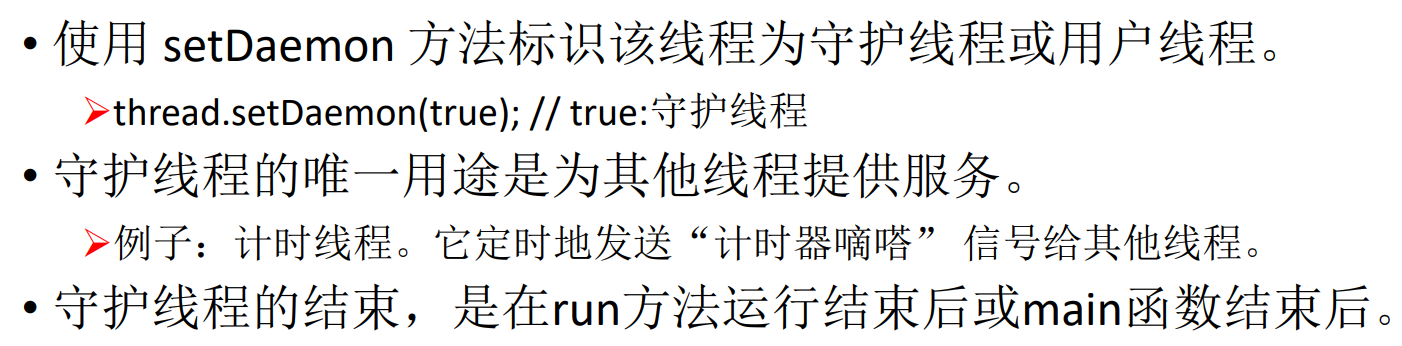 • 使用 setDaemon 方法标识该线程为守护线程或用户线程。
➢thread.setDaemon(true); // true:守护线程
• 守护线程的唯一用途是为其他线程提供服务。
➢例子：计时线程。它定时地发送“计时器嘀嗒” 信号给其他线程。
• 守护线程的结束，是在run方法运行结束后或main函数结束后。